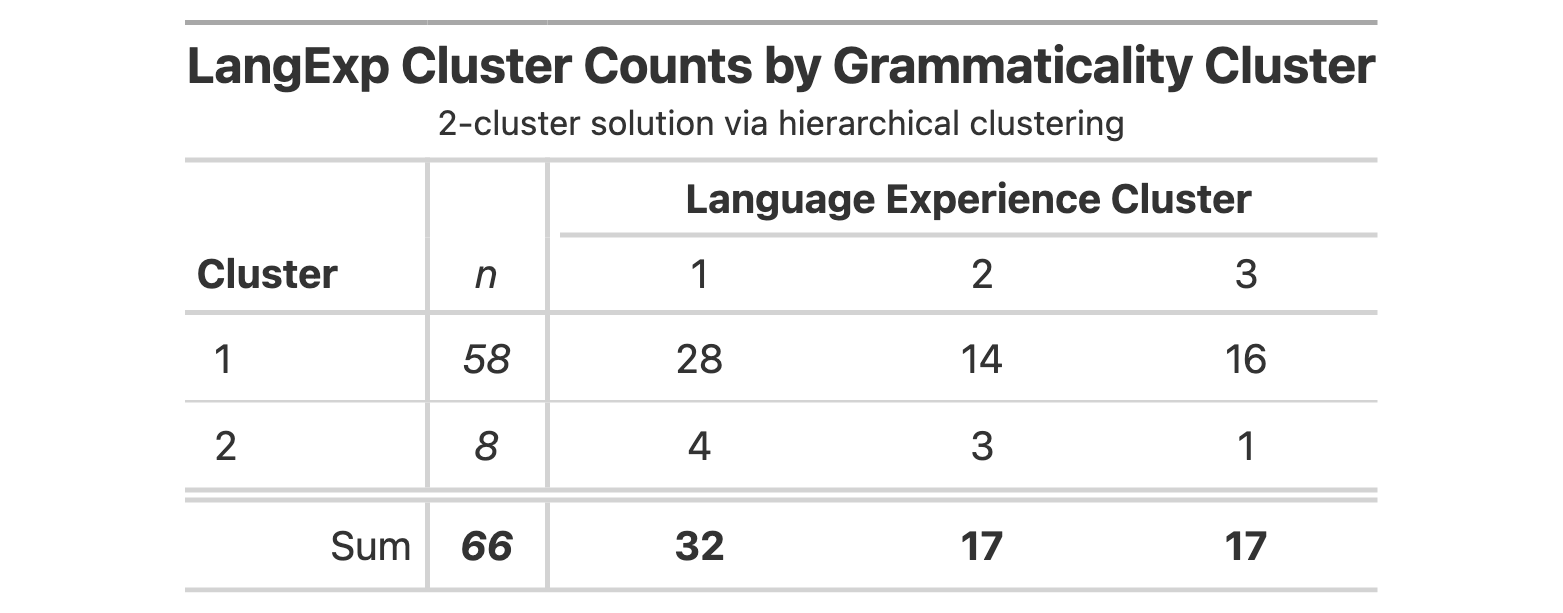 LangExp Cluster Counts by Grammaticality Cluster
2-cluster solution via hierarchical clustering
Language Experience Cluster
Cluster n 1 2 3
1 58 28 14 16
2 8 4 3 1
Sum 66 32 17 17